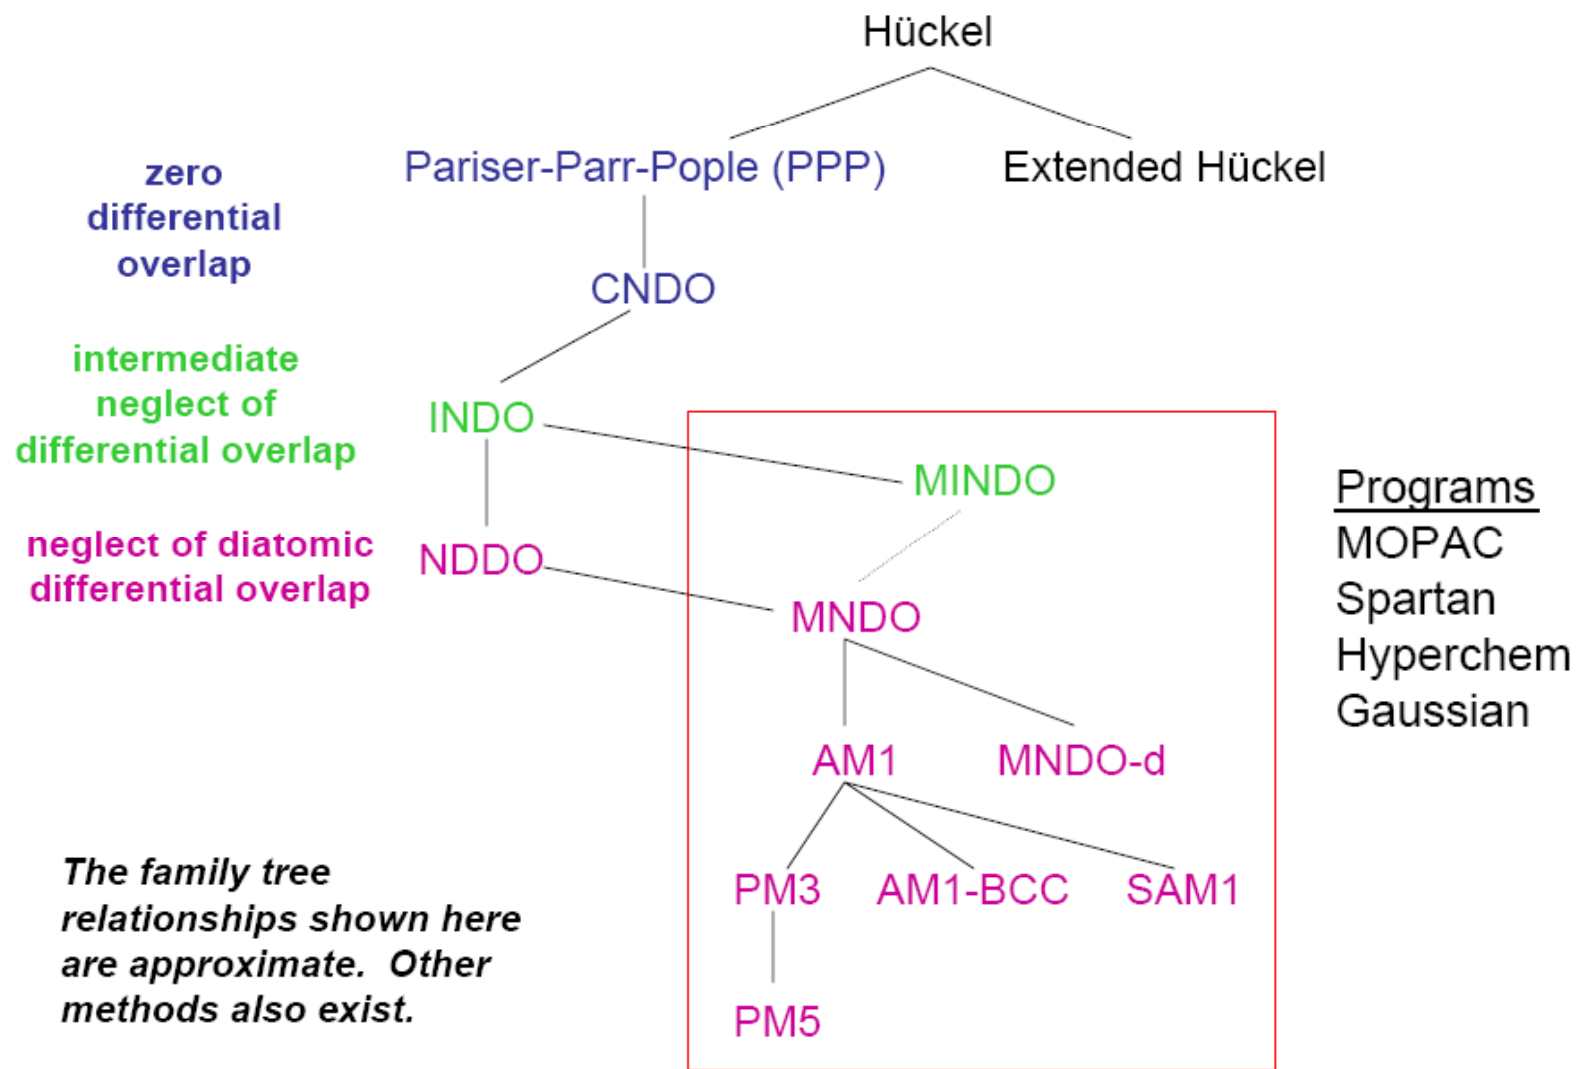 Hückel
Pariser-Parr-Pople (PPP)
Extended Hückel
zero
differential
overlap
CNDO
intermediate
neglect of
differential overlap
INDO
MINDO
Programs
MOPAC
Spartan
Hyperchem
Gaussian
neglect of diatomic
differential overlap
NDDO
MNDO
AM1
MNDO-d
PM3
AM1-BCC
SAM1
PM5
The family tree
relationships shown here
are approximate. Other
methods also exist.